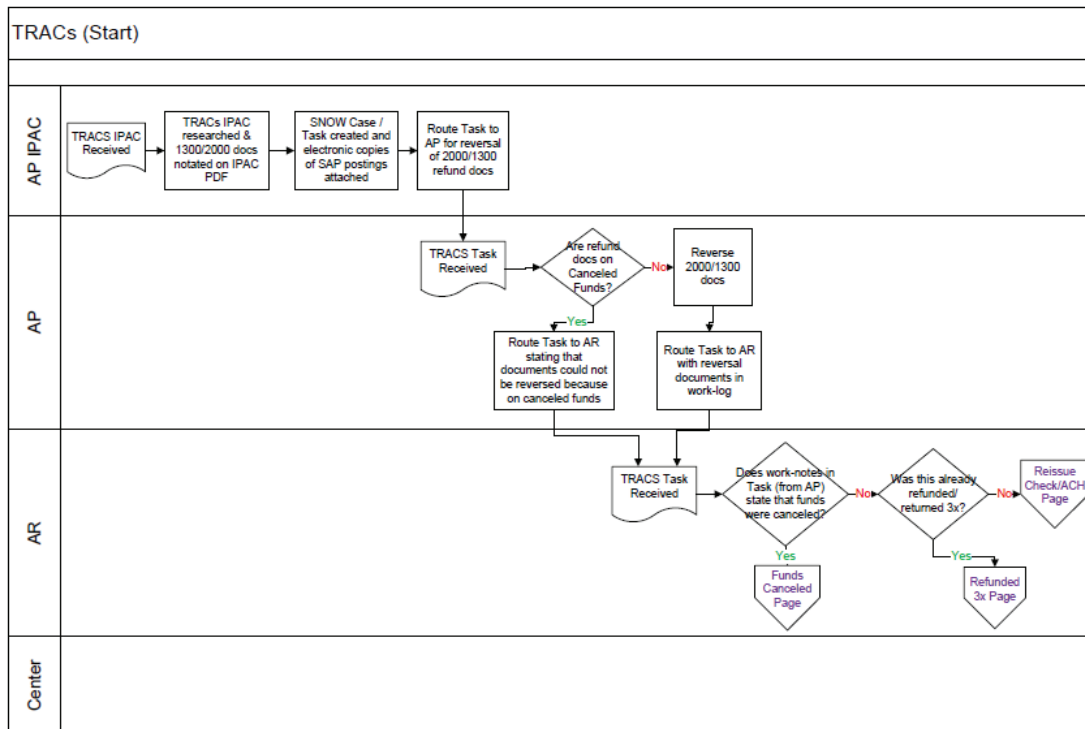 TRACs (Start)
AP IPAC
TRACS IPAC
Received
TRACs IPAC
researched &
1300/2000 docs
notated on IPAC
PDF
SNOW Case /
Task created and
electronic copies
of SAP postings
attached
Route Task to
AP for reversal
of 2000/1300
refund docs
AP
TRACS Task
Received
Are refund
docs on
Canceled
Funds?
No
Reverse
2000/1300
docs
Yes
Route Task to AR
stating that
documents could not
be reversed because
on canceled funds
Route Task to AR
with reversal
documents in
work-log
AR
TRACS Task
Received
Does work-notes in
Task (from AP)
state that funds
were canceled?
No
Was this already
refunded/
returned 3x?
No
Reissue
Check/ACH
Page
Yes
Funds
Canceled
Page
Yes
Refunded
3x Page
Center